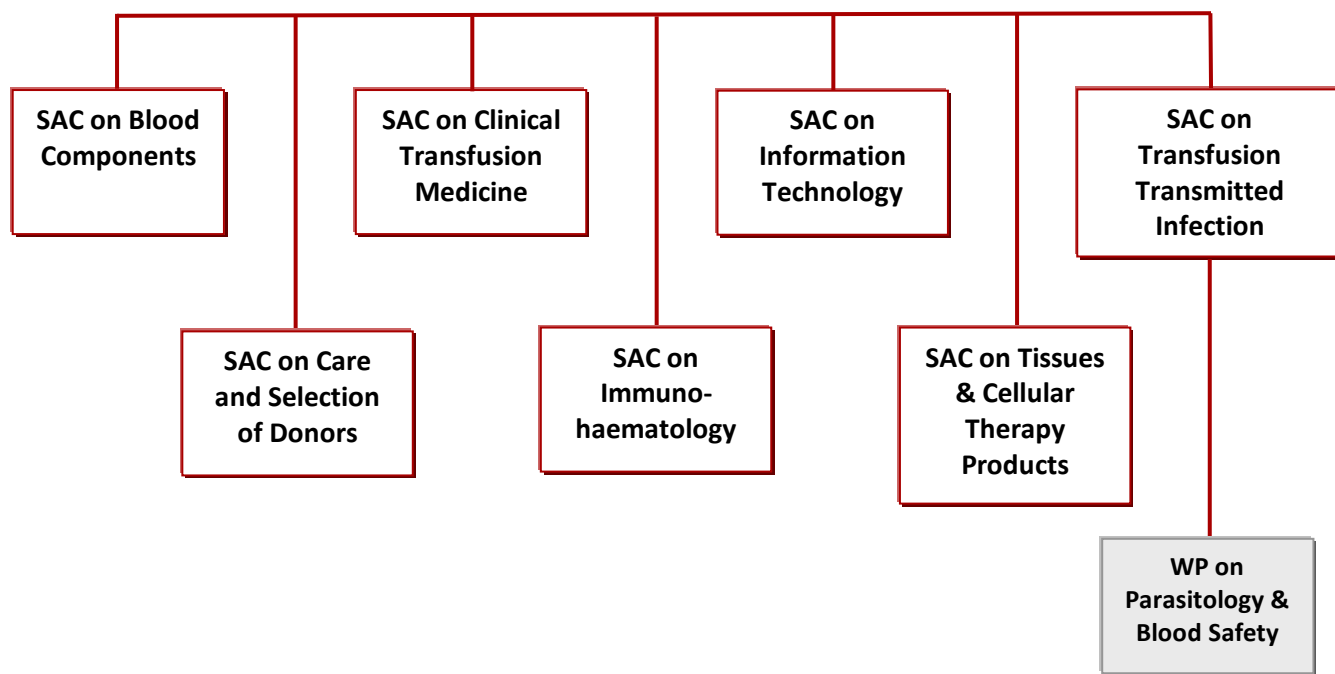 SAC on Blood
Components
SAC on Clinical
Transfusion
Medicine
SAC on
Information
Technology
SAC on
Transfusion
Transmitted
Infection
SAC on Care
and Selection
of Donors
SAC on
Immuno-
haematology
SAC on Tissues
& Cellular
Therapy
Products
WP on
Parasitology &
Blood Safety